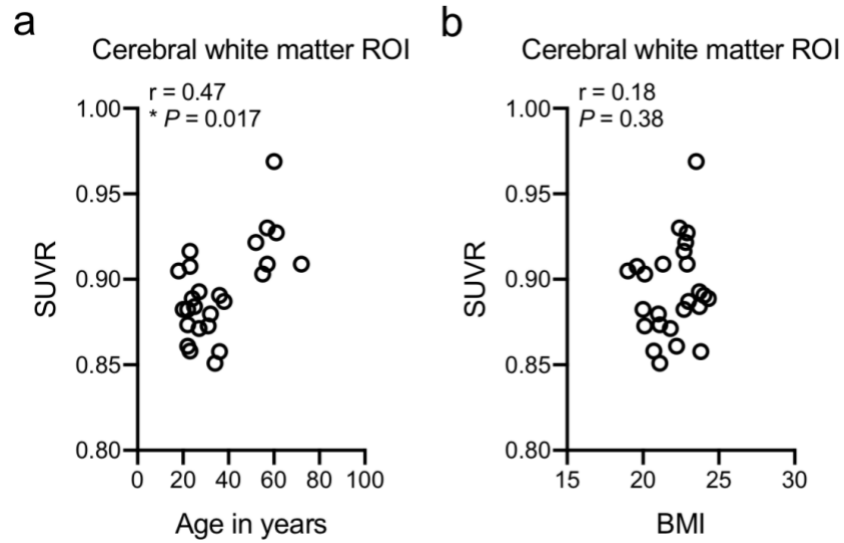 a
Cerebral white matter ROI
r = 0.47
* P = 0.017
1.00
0.95
0.90
0.85
0.80
SUVR
0 20 40 60 80 100
Age in years
b
Cerebral white matter ROI
r = 0.18
P = 0.38
1.00
0.95
0.90
0.85
0.80
SUVR
15 20 25 30
BMI